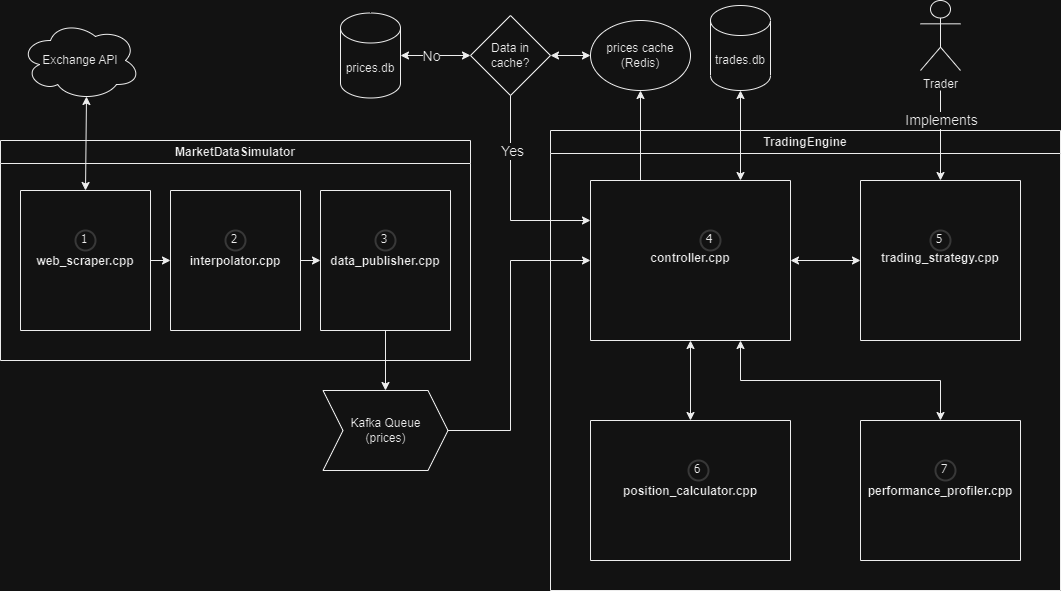 Exchange API
prices.db
No
Data in
cache?
prices cache
(Redis)
trades.db
Trader
Implements
Yes
MarketDataSimulator
TradingEngine
1
web_scraper.cpp
2
interpolator.cpp
3
data_publisher.cpp
4
controller.cpp
5
trading_strategy.cpp
Kafka Queue
(prices)
6
position_calculator.cpp
7
performance_profiler.cpp